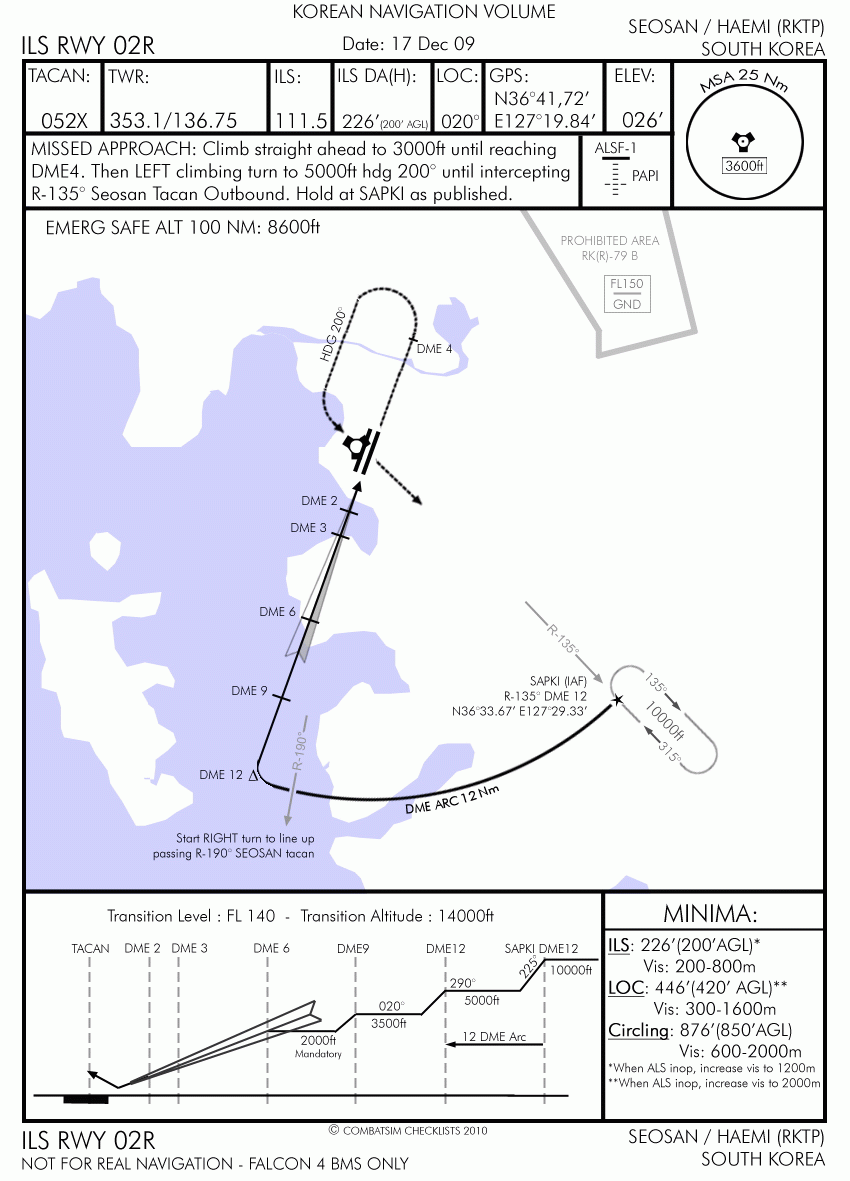 KOREAN NAVIGATION VOLUME
ILS RWY 02R
Date: 17 Dec 09
SEOSAN / HAEMI (RKTP)
SOUTH KOREA
TACAN:
052X
TWR:
353.1/136.75
ILS:
111.5
ILS DA(H):
226'(200' AGL)
LOC:
020°
GPS:
N36°41,72'
E127°19.84'
ELEV:
026'
MSA 25 Nm
3600ft
MISSED APPROACH: Climb straight ahead to 3000ft until reaching
DME4. Then LEFT climbing turn to 5000ft hdg 200° until intercepting
R-135° Seosan Tacan Outbound. Hold at SAPKI as published.
ALSF-1
PAPI
EMERG SAFE ALT 100 NM: 8600ft
PROHIBITED AREA
RK(R)-79 B
FL150
GND
HDG 200°
DME 4
DME 2
DME 3
DME 6
DME 9
DME 12
R-135°
SAPKI (IAF)
R-135° DME 12
N36°33.67' E127°29.33'
135°
10000ft
315°
R-190°
DME ARC 12 Nm
Start RIGHT turn to line up
passing R-190° SEOSAN tacan
Transition Level : FL 140 - Transition Altitude : 14000ft
TACAN DME 2 DME 3 DME 6 DME9 DME12 SAPKI DME12
225°
10000ft
290°
5000ft
020°
3500ft
2000ft
Mandatory
12 DME Arc
MINIMA:
ILS: 226'(200'AGL)*
Vis: 200-800m
LOC: 446'(420' AGL)**
Vis: 300-1600m
Circling: 876'(850'AGL)
Vis: 600-2000m
*When ALS inop, increase vis to 1200m
**When ALS inop, increase vis to 2000m
© COMBATSIM CHECKLISTS 2010
ILS RWY 02R
NOT FOR REAL NAVIGATION - FALCON 4 BMS ONLY
SEOSAN / HAEMI (RKTP)
SOUTH KOREA